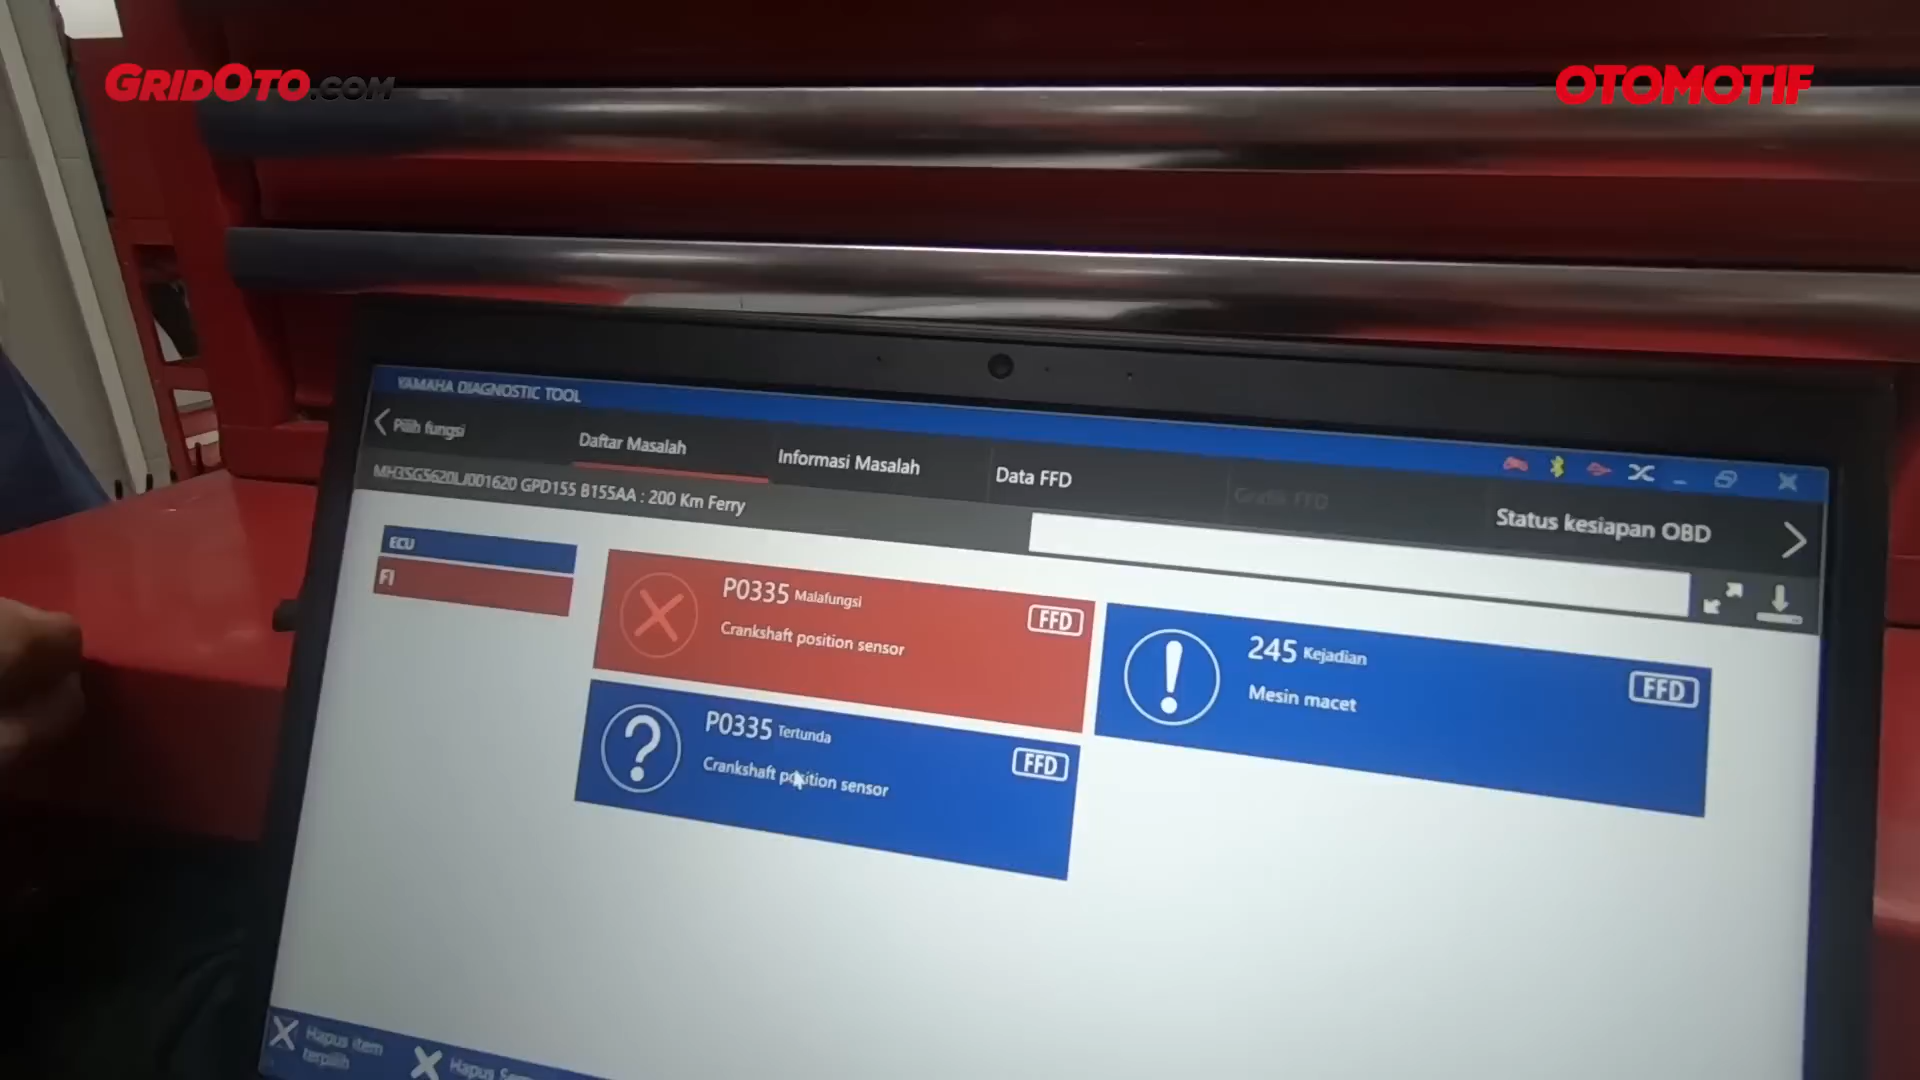 GRIDOTO.COM
OTOMOTIF
YAMAHA DIAGNOSTIC TOOL
Pilih fungsi
Daftar Masalah
Informasi Masalah
Data FFD
Grafik FFD
Status kesiapan OBD
MH3SG5620LJ001620 GPD155 B155AA : 200 Km Ferry
ECU
FI
P0335 Malafungsi
FFD
Crankshaft position sensor
245 Kejadian
FFD
Mesin macet
P0335 Tertunda
FFD
Crankshaft position sensor
Hapus item
terpilih
Hapus